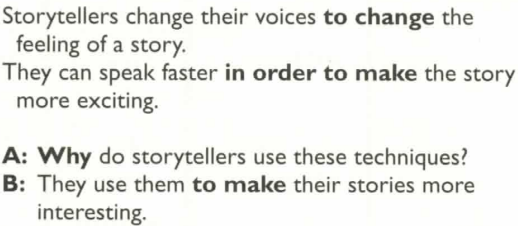 Storytellers change their voices to change the
feeling of a story.
They can speak faster in order to make the story
more exciting.
A: Why do storytellers use these techniques?
B: They use them to make their stories more
interesting.